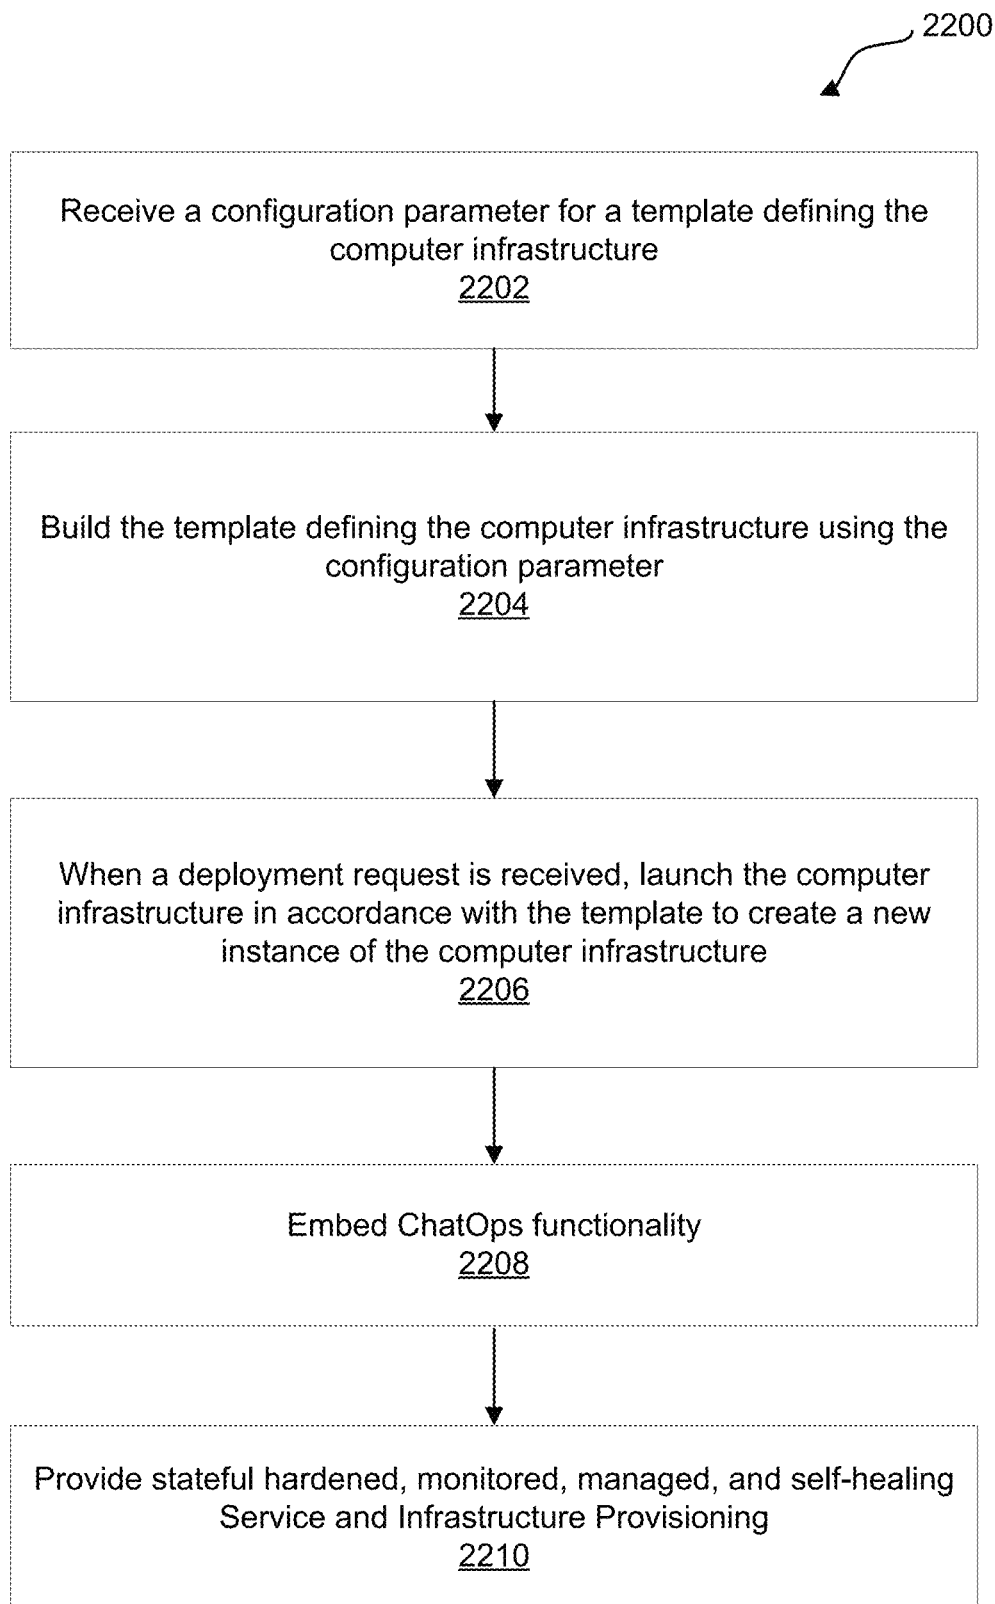 2200
Receive a configuration parameter for a template defining the
computer infrastructure
2202
Build the template defining the computer infrastructure using the
configuration parameter
2204
When a deployment request is received, launch the computer
infrastructure in accordance with the template to create a new
instance of the computer infrastructure
2206
Embed ChatOps functionality
2208
Provide stateful hardened, monitored, managed, and self-healing
Service and Infrastructure Provisioning
2210